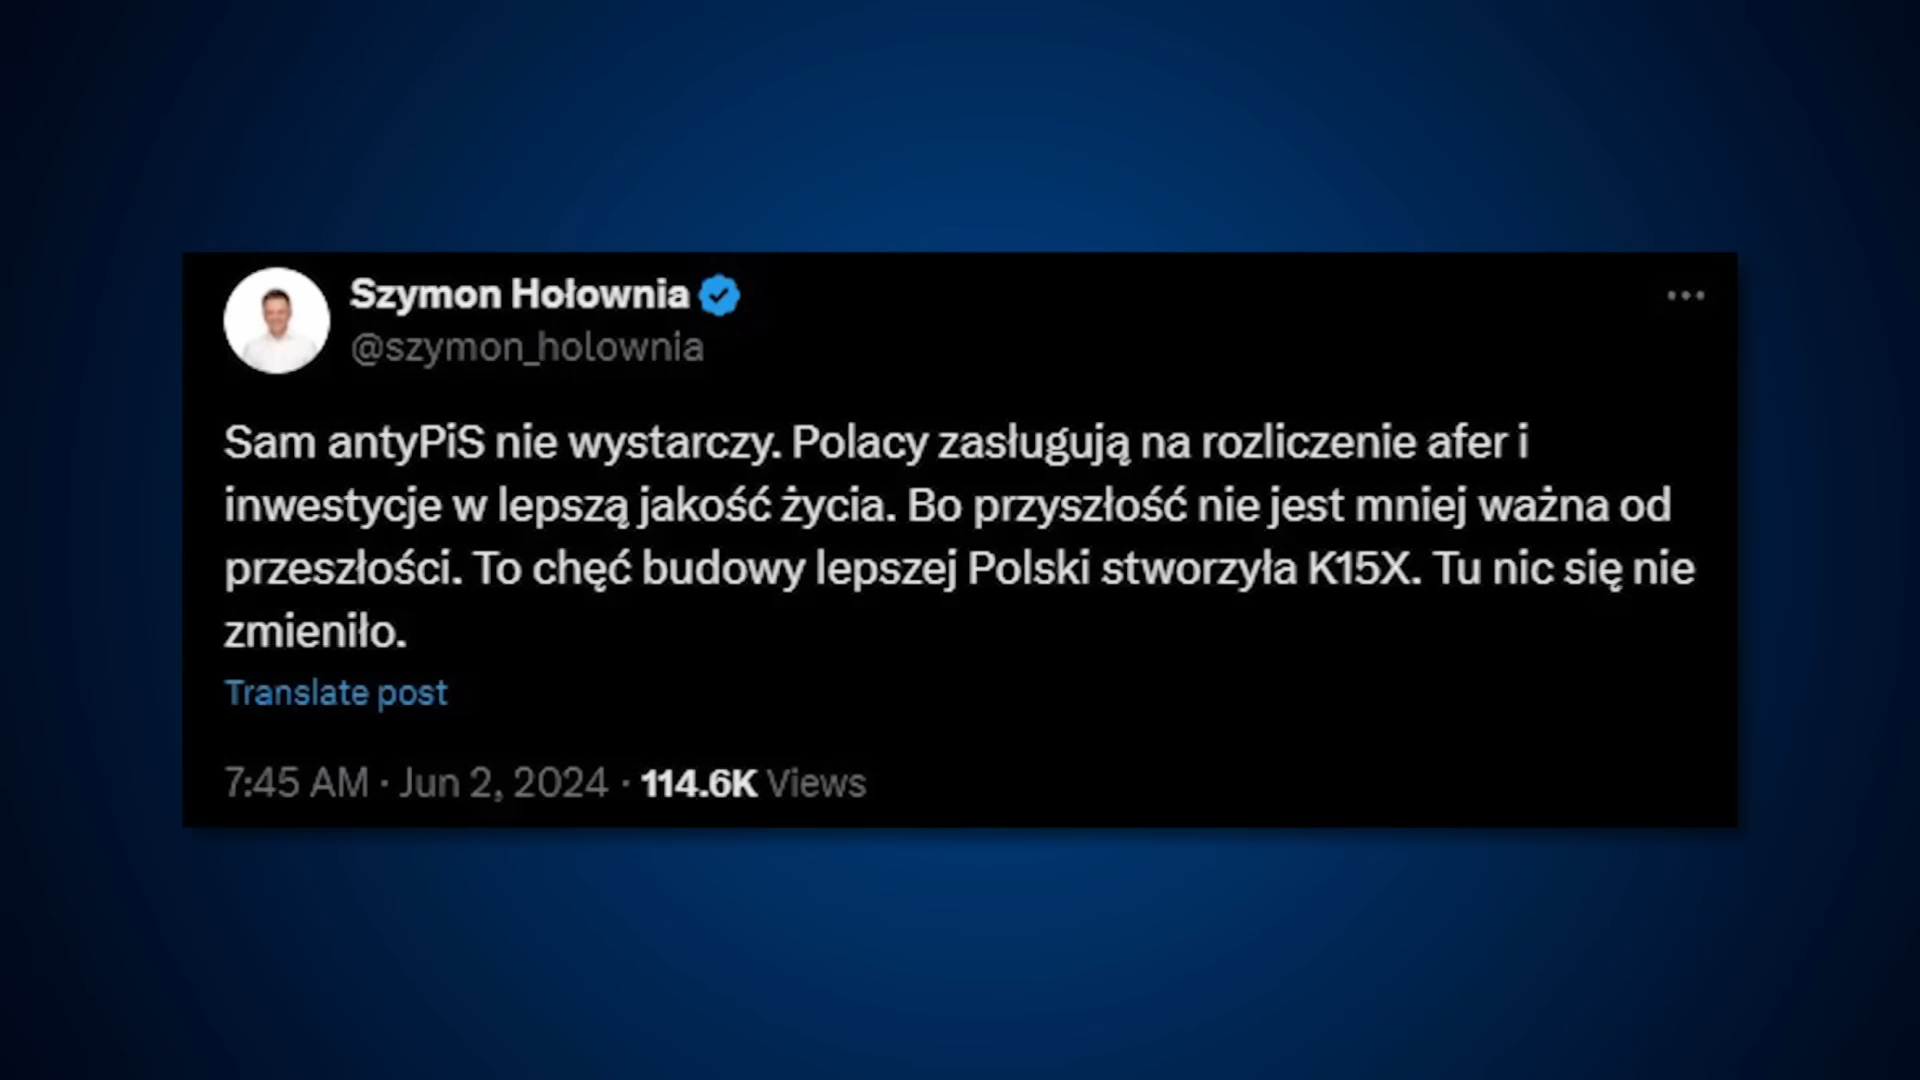 Szymon Hołownia
@szymon_holownia
Sam antyPiS nie wystarczy. Polacy zasługują na rozliczenie afer i
inwestycje w lepszą jakość życia. Bo przyszłość nie jest mniej ważna od
przeszłości. To chęć budowy lepszej Polski stworzyła K15X. Tu nic się nie
zmieniło.
Translate post
7:45 AM · Jun 2, 2024 · 114.6K Views